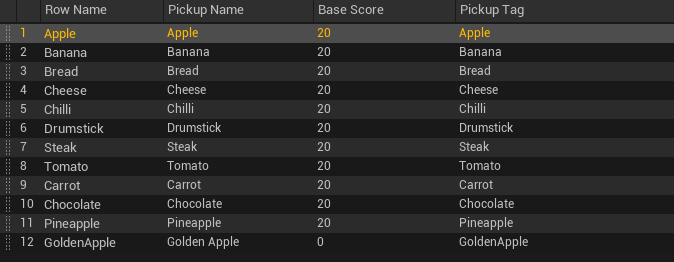 Row Name Pickup Name Base Score Pickup Tag
1 Apple Apple 20 Apple
2 Banana Banana 20 Banana
3 Bread Bread 20 Bread
4 Cheese Cheese 20 Cheese
5 Chilli Chilli 20 Chilli
6 Drumstick Drumstick 20 Drumstick
7 Steak Steak 20 Steak
8 Tomato Tomato 20 Tomato
9 Carrot Carrot 20 Carrot
10 Chocolate Chocolate 20 Chocolate
11 Pineapple Pineapple 20 Pineapple
12 GoldenApple Golden Apple 0 GoldenApple